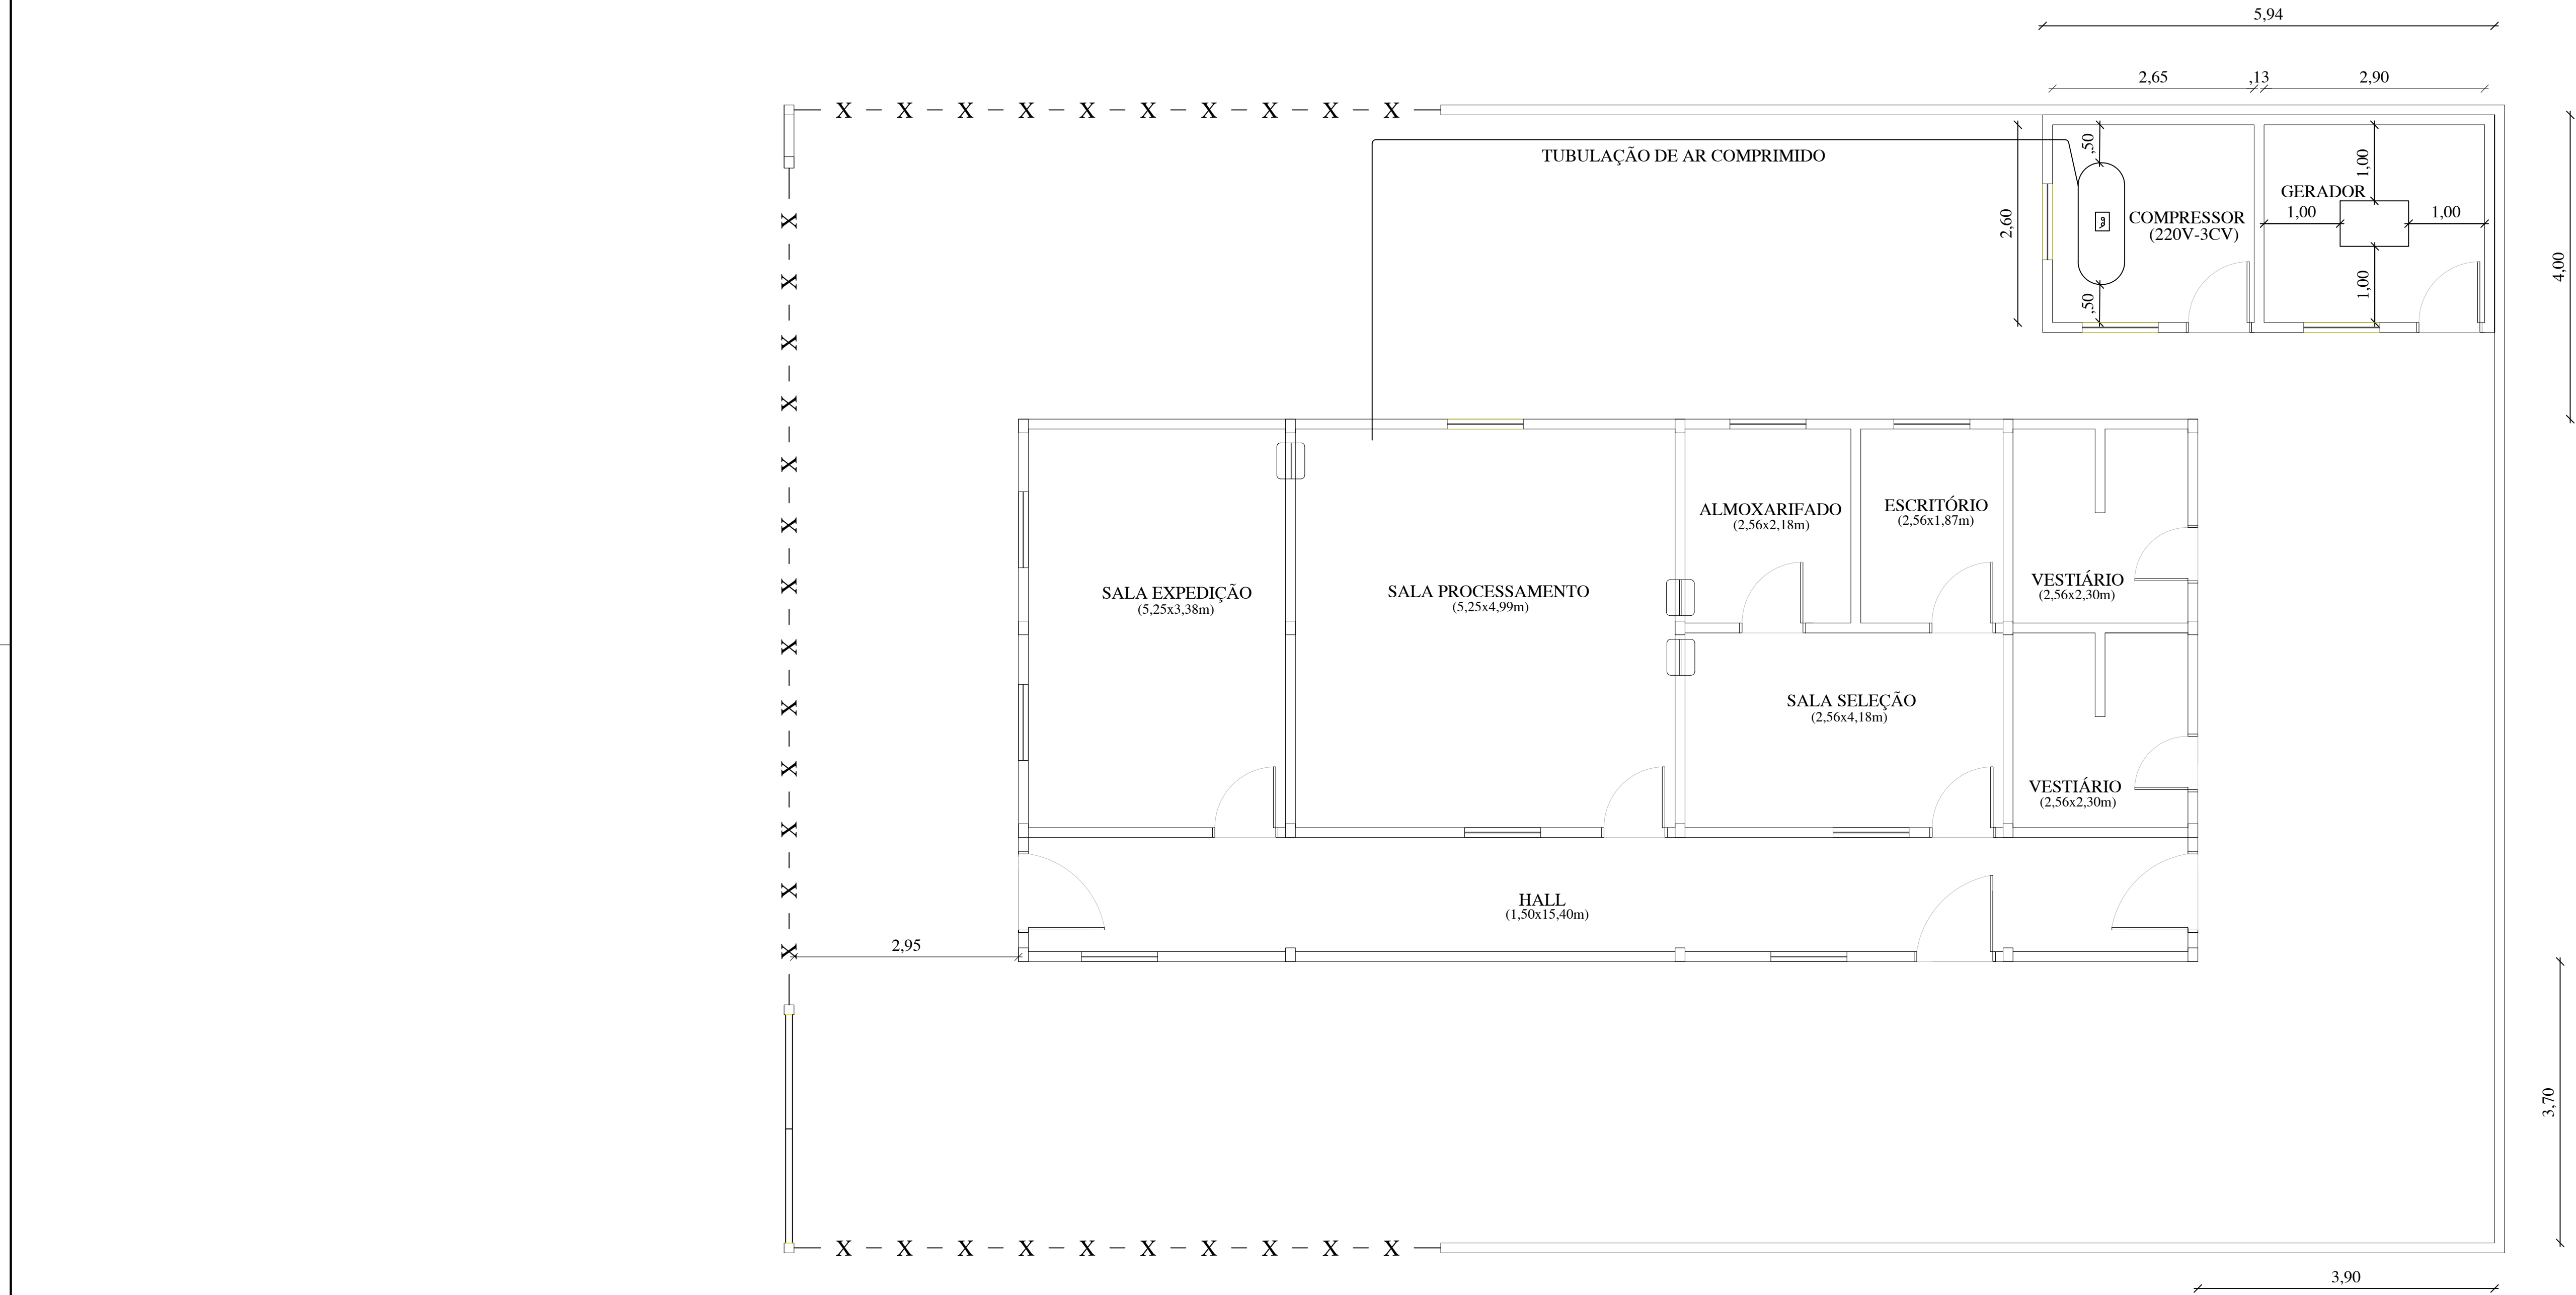 5,94
2,65
,13
2,90
X X X X X X X X X X
TUBULAÇÃO DE AR COMPRIMIDO
,50
1,00
GERADOR
1,00
1,00
COMPRESSOR
(220V-3CV)
2,60
,50
1,00
4,00
X
X
X
X
X
X
X
X
X
X
X
X
X
ALMOXARIFADO
(2,56x2,18m)
ESCRITÓRIO
(2,56x1,87m)
SALA EXPEDIÇÃO
(5,25x3,38m)
SALA PROCESSAMENTO
(5,25x4,99m)
VESTIÁRIO
(2,56x2,30m)
SALA SELEÇÃO
(2,56x4,18m)
VESTIÁRIO
(2,56x2,30m)
HALL
(1,50x15,40m)
2,95
3,70
X X X X X X X X X X
3,90